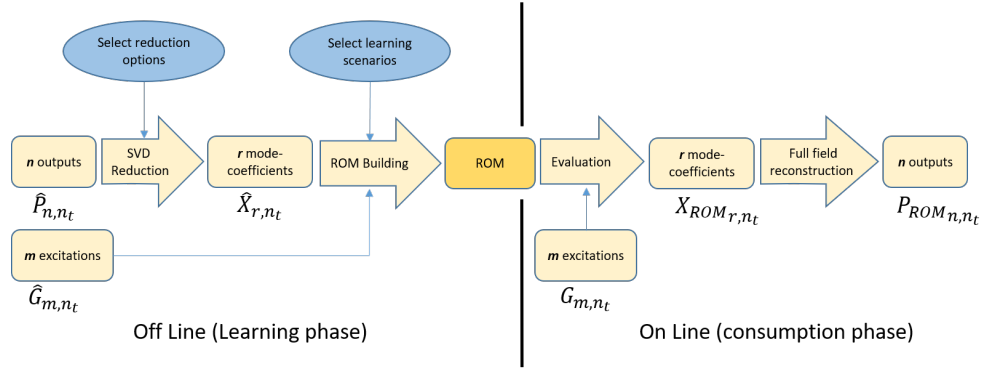 Select reduction
options
Select learning
scenarios
n outputs
SVD
Reduction
r mode-
coefficients
ROM Building
ROM
Evaluation
r mode-
coefficients
Full field
reconstruction
n outputs
P̂n,nt
X̂r,nt
XROMr,nt
PROMn,nt
m excitations
m excitations
Ĝm,nt
Gm,nt
Off Line (Learning phase)
On Line (consumption phase)